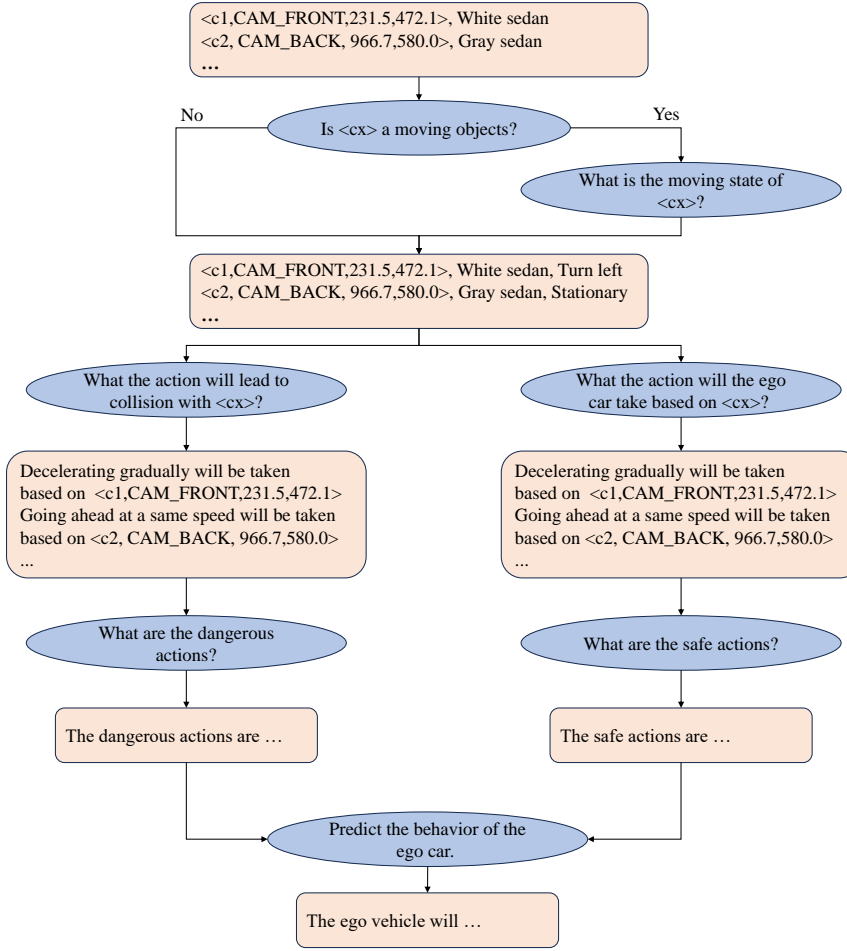 <c1,CAM_FRONT,231.5,472.1>, White sedan
<c2, CAM_BACK, 966.7,580.0>, Gray sedan
...
No
Is <cx> a moving objects?
Yes
What is the moving state of
<cx>?
<c1,CAM_FRONT,231.5,472.1>, White sedan, Turn left
<c2, CAM_BACK, 966.7,580.0>, Gray sedan, Stationary
...
What the action will lead to
collision with <cx>?
What the action will the ego
car take based on <cx>?
Decelerating gradually will be taken
based on <c1,CAM_FRONT,231.5,472.1>
Going ahead at a same speed will be taken
based on <c2, CAM_BACK, 966.7,580.0>
...
Decelerating gradually will be taken
based on <c1,CAM_FRONT,231.5,472.1>
Going ahead at a same speed will be taken
based on <c2, CAM_BACK, 966.7,580.0>
...
What are the dangerous
actions?
What are the safe actions?
The dangerous actions are …
The safe actions are …
Predict the behavior of the
ego car.
The ego vehicle will …